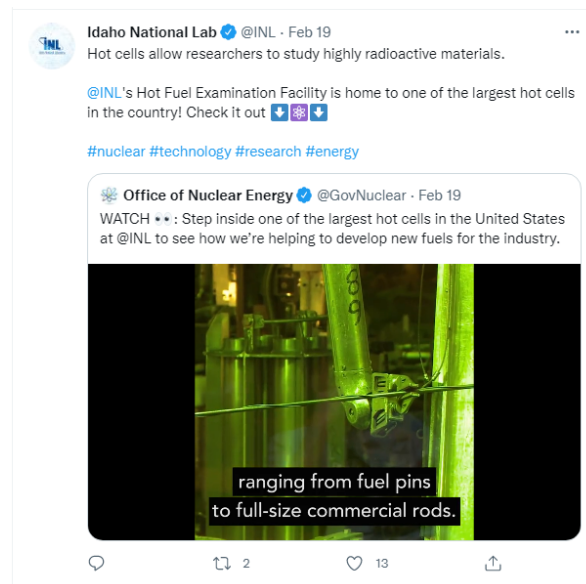 Idaho National Lab @INL · Feb 19
Hot cells allow researchers to study highly radioactive materials.
@INL's Hot Fuel Examination Facility is home to one of the largest hot cells
in the country! Check it out ⬇️⚛️⬇️
#nuclear #technology #research #energy
Office of Nuclear Energy @GovNuclear · Feb 19
WATCH 👀: Step inside one of the largest hot cells in the United States
at @INL to see how we're helping to develop new fuels for the industry.
ranging from fuel pins
to full-size commercial rods.
2 13